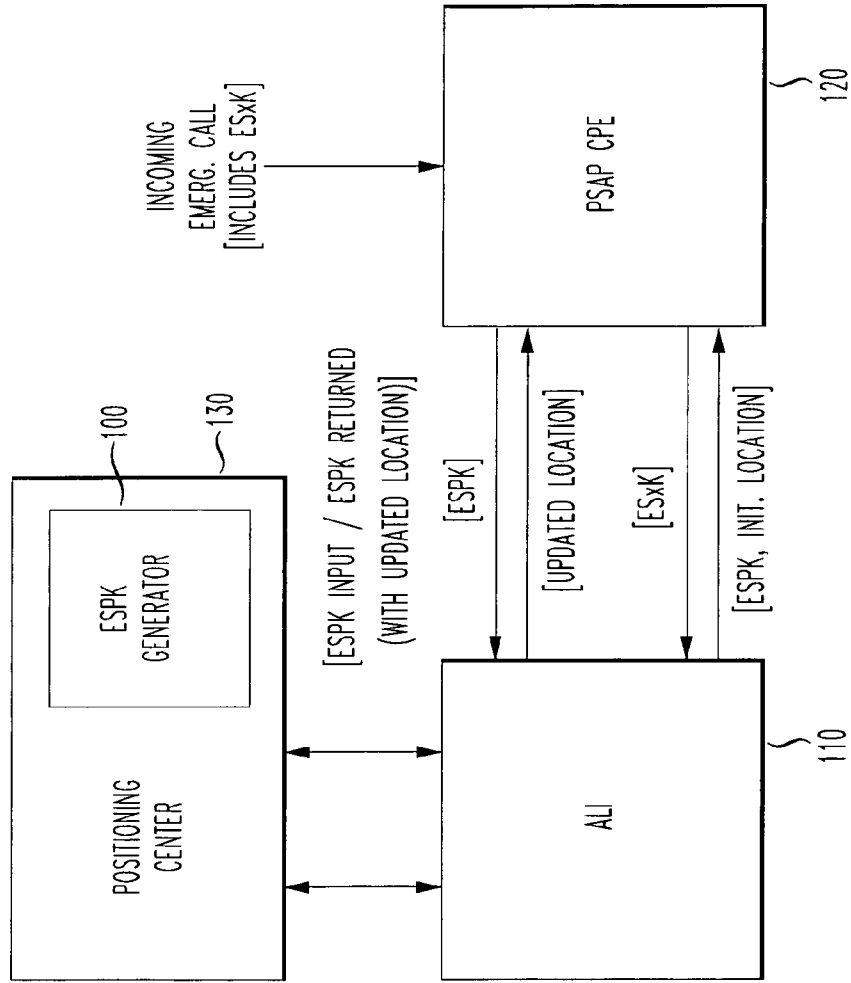 POSITIONING
CENTER
ESPK
GENERATOR
100
130
INCOMING
EMERG. CALL
[INCLUDES ESxK]
[ESPK INPUT / ESPK RETURNED
(WITH UPDATED LOCATION)]
[ESPK]
[UPDATED LOCATION]
[ESxK]
[ESPK, INIT. LOCATION]
ALI
110
PSAP CPE
120